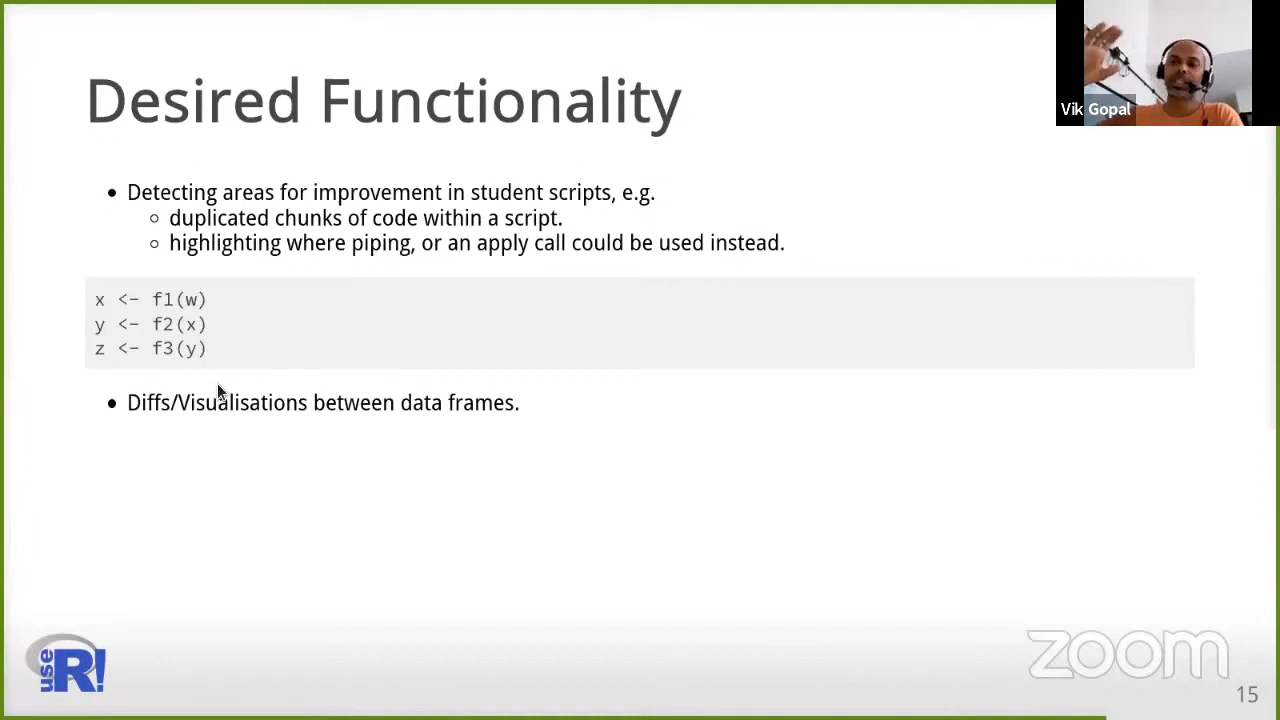 Desired Functionality
Vik Gopal
• Detecting areas for improvement in student scripts, e.g.
◦ duplicated chunks of code within a script.
◦ highlighting where piping, or an apply call could be used instead.
x <- f1(w)
y <- f2(x)
z <- f3(y)
• Diffs/Visualisations between data frames.
use R!
zoom
15